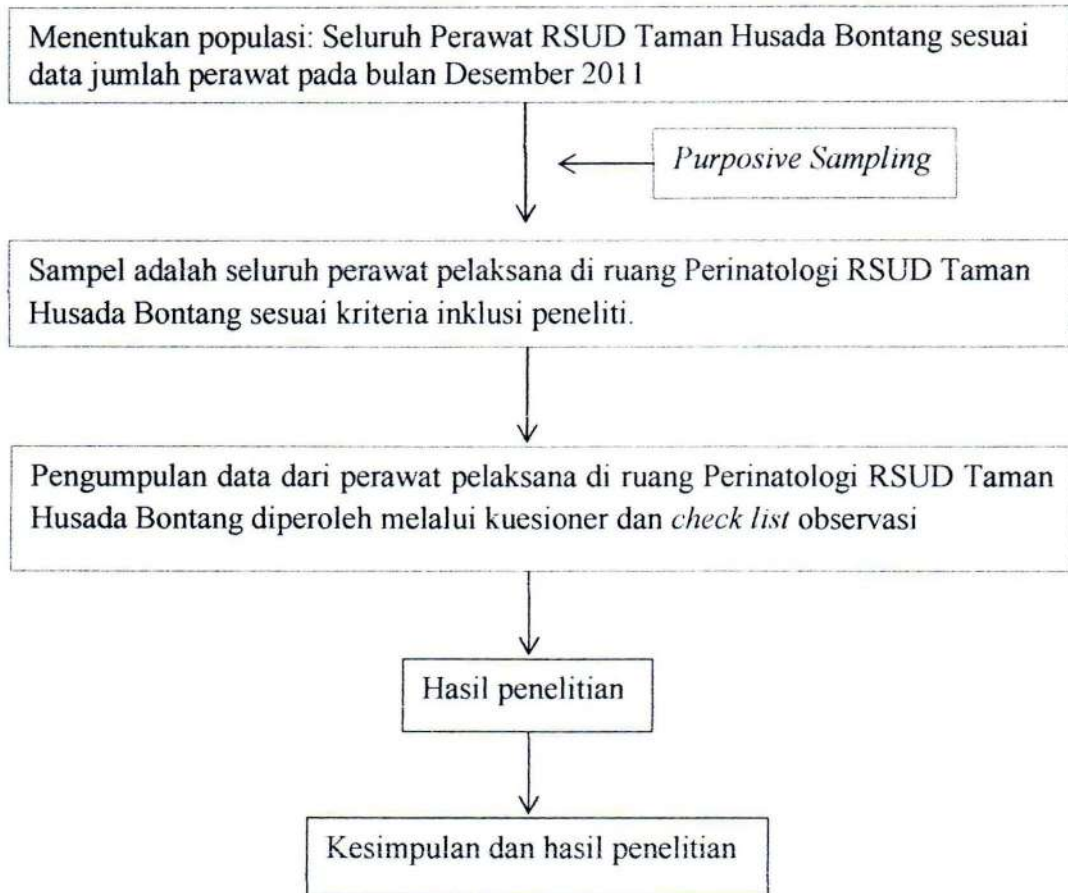 Menentukan populasi: Seluruh Perawat RSUD Taman Husada Bontang sesuai
data jumlah perawat pada bulan Desember 2011
Purposive Sampling
Sampel adalah seluruh perawat pelaksana di ruang Perinatologi RSUD Taman
Husada Bontang sesuai kriteria inklusi peneliti.
Pengumpulan data dari perawat pelaksana di ruang Perinatologi RSUD Taman
Husada Bontang diperoleh melalui kuesioner dan check list observasi
Hasil penelitian
Kesimpulan dan hasil penelitian